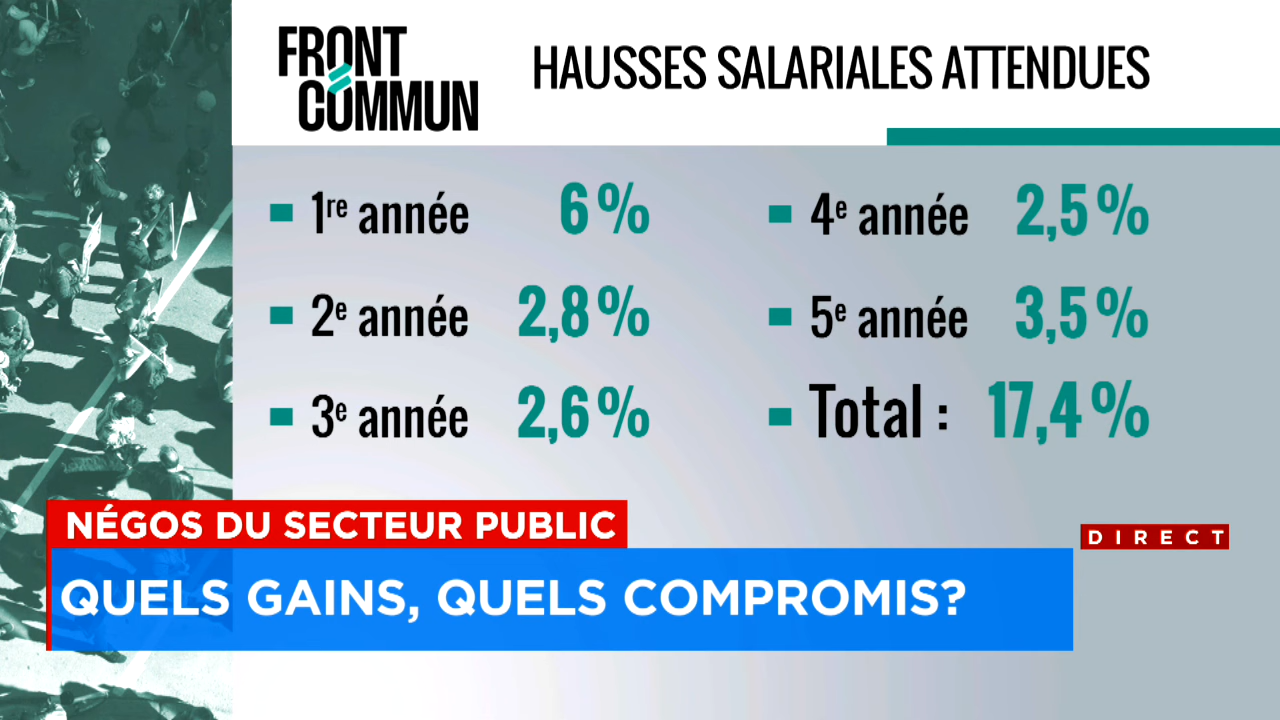 FRONT
COMMUN
HAUSSES SALARIALES ATTENDUES
1re année 6 %
2e année 2,8 %
3e année 2,6 %
4e année 2,5 %
5e année 3,5 %
Total : 17,4 %
NÉGOS DU SECTEUR PUBLIC
DIRECT
QUELS GAINS, QUELS COMPROMIS?